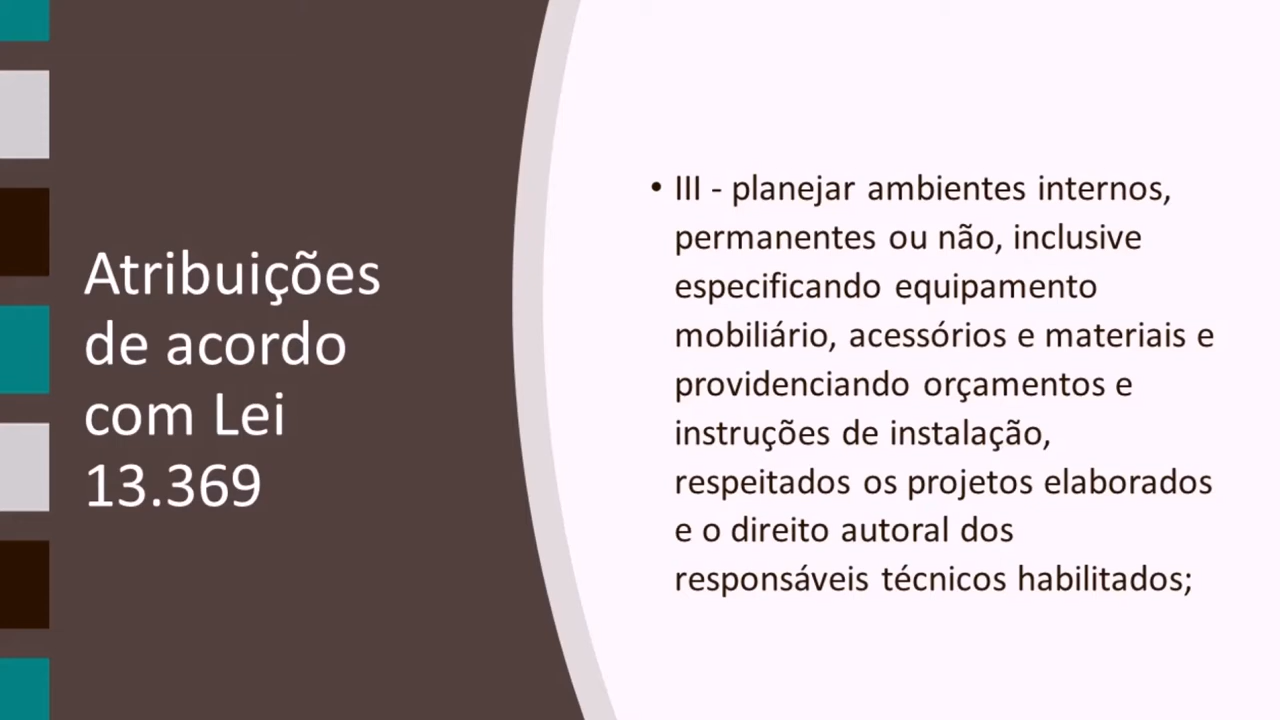 Atribuições
de acordo
com Lei
13.369
• III - planejar ambientes internos,
permanentes ou não, inclusive
especificando equipamento
mobiliário, acessórios e materiais e
providenciando orçamentos e
instruções de instalação,
respeitados os projetos elaborados
e o direito autoral dos
responsáveis técnicos habilitados;